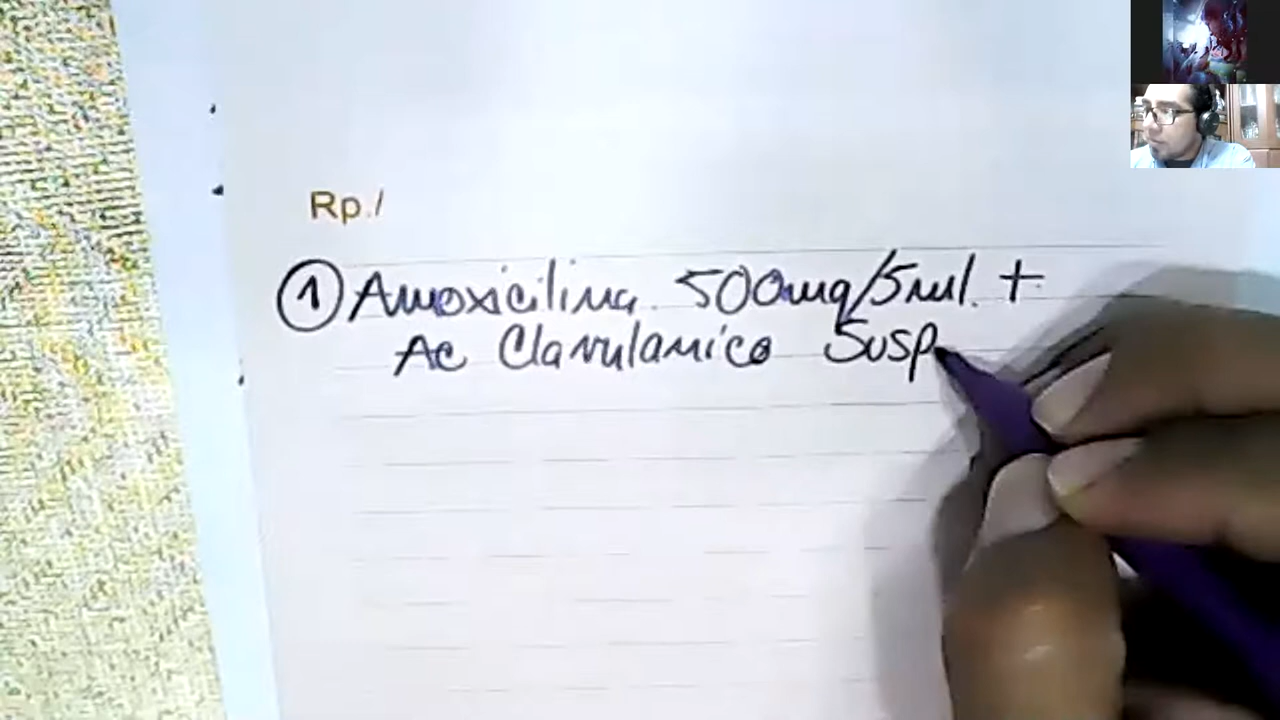 Rp./
① Amoxicilina 500mg/5ml. +
Ac Clavulanico Susp